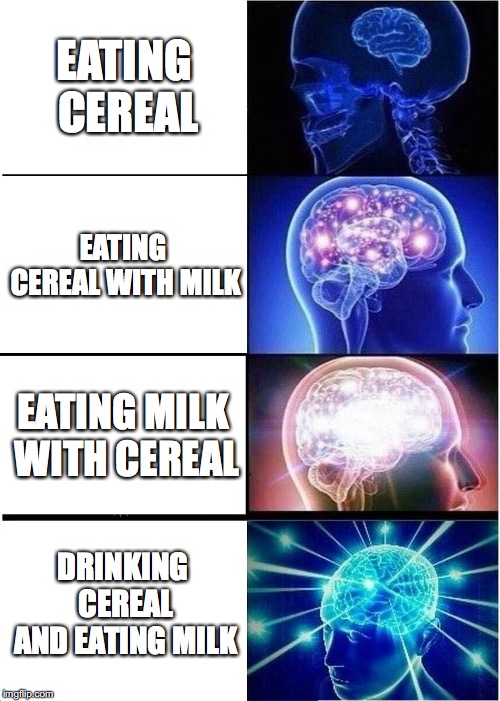 EATING
CEREAL
EATING
CEREAL WITH MILK
EATING MILK
WITH CEREAL
DRINKING
CEREAL
AND EATING MILK
imgflip.com